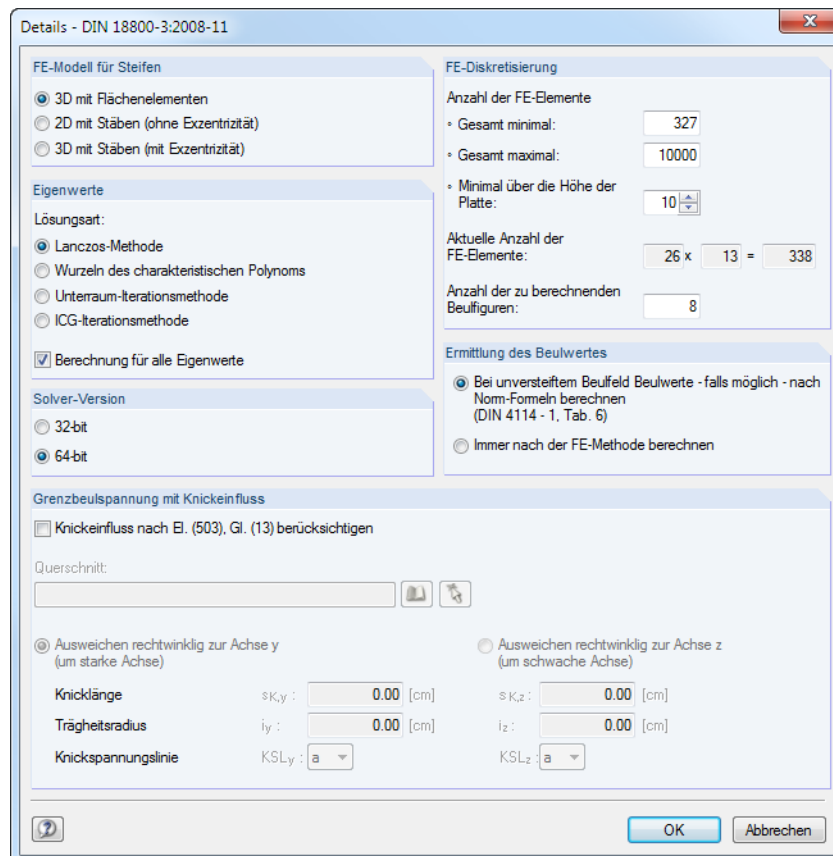 Details - DIN 18800-3:2008-11
FE-Modell für Steifen
3D mit Flächenelementen
2D mit Stäben (ohne Exzentrizität)
3D mit Stäben (mit Exzentrizität)
Eigenwerte
Lösungsart:
Lanczos-Methode
Wurzeln des charakteristischen Polynoms
Unterraum-Iterationsmethode
ICG-Iterationsmethode
Berechnung für alle Eigenwerte
Solver-Version
32-bit
64-bit
FE-Diskretisierung
Anzahl der FE-Elemente
° Gesamt minimal: 327
° Gesamt maximal: 10000
° Minimal über die Höhe der
Platte: 10
Aktuelle Anzahl der
FE-Elemente: 26 x 13 = 338
Anzahl der zu berechnenden
Beulfiguren: 8
Ermittlung des Beulwertes
Bei unversteiftem Beulfeld Beulwerte - falls möglich - nach
Norm-Formeln berechnen
(DIN 4114 - 1, Tab. 6)
Immer nach der FE-Methode berechnen
Grenzbeulspannung mit Knickeinfluss
Knickeinfluss nach El. (503), Gl. (13) berücksichtigen
Querschnitt:
Ausweichen rechtwinklig zur Achse y
(um starke Achse)
Ausweichen rechtwinklig zur Achse z
(um schwache Achse)
Knicklänge sK,y : 0.00 [cm] sK,z : 0.00 [cm]
Trägheitsradius iy : 0.00 [cm] iz : 0.00 [cm]
Knickspannungslinie KSLy : a KSLz : a
OK Abbrechen